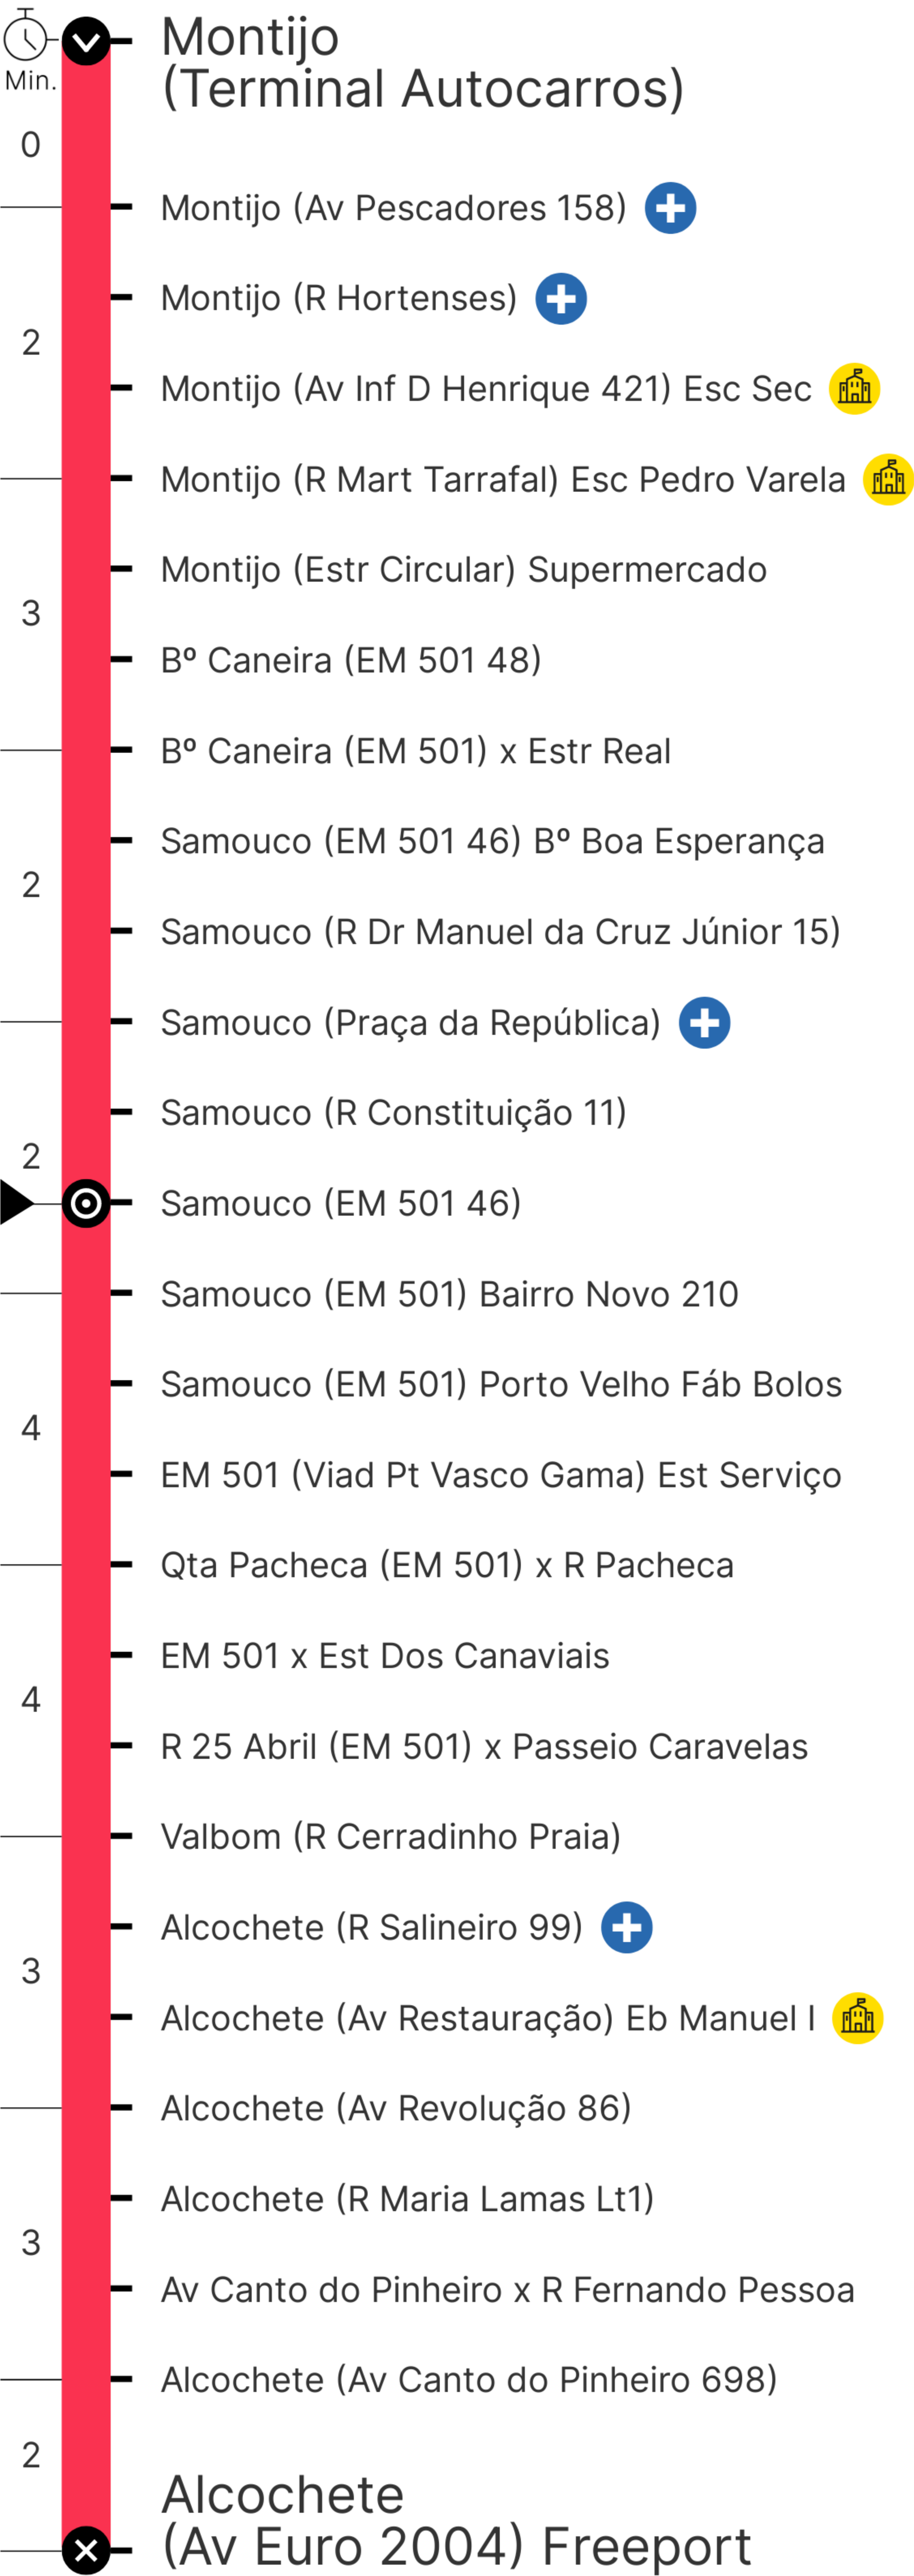 Montijo
Min.
(Terminal Autocarros)
0
Montijo (Av Pescadores 158)
Montijo (R Hortenses)
2
Montijo (Av Inf D Henrique 421) Esc Sec
Montijo (R Mart Tarrafal) Esc Pedro Varela
Montijo (Estr Circular) Supermercado
3
Bº Caneira (EM 501 48)
Bº Caneira (EM 501) x Estr Real
Samouco (EM 501 46) Bº Boa Esperança
2
Samouco (R Dr Manuel da Cruz Júnior 15)
Samouco (Praça da República)
Samouco (R Constituição 11)
2
Samouco (EM 501 46)
Samouco (EM 501) Bairro Novo 210
Samouco (EM 501) Porto Velho Fáb Bolos
4
EM 501 (Viad Pt Vasco Gama) Est Serviço
Qta Pacheca (EM 501) x R Pacheca
EM 501 x Est Dos Canaviais
4
R 25 Abril (EM 501) x Passeio Caravelas
Valbom (R Cerradinho Praia)
Alcochete (R Salineiro 99)
3
Alcochete (Av Restauração) Eb Manuel I
Alcochete (Av Revolução 86)
Alcochete (R Maria Lamas Lt1)
3
Av Canto do Pinheiro x R Fernando Pessoa
Alcochete (Av Canto do Pinheiro 698)
2
Alcochete
(Av Euro 2004) Freeport